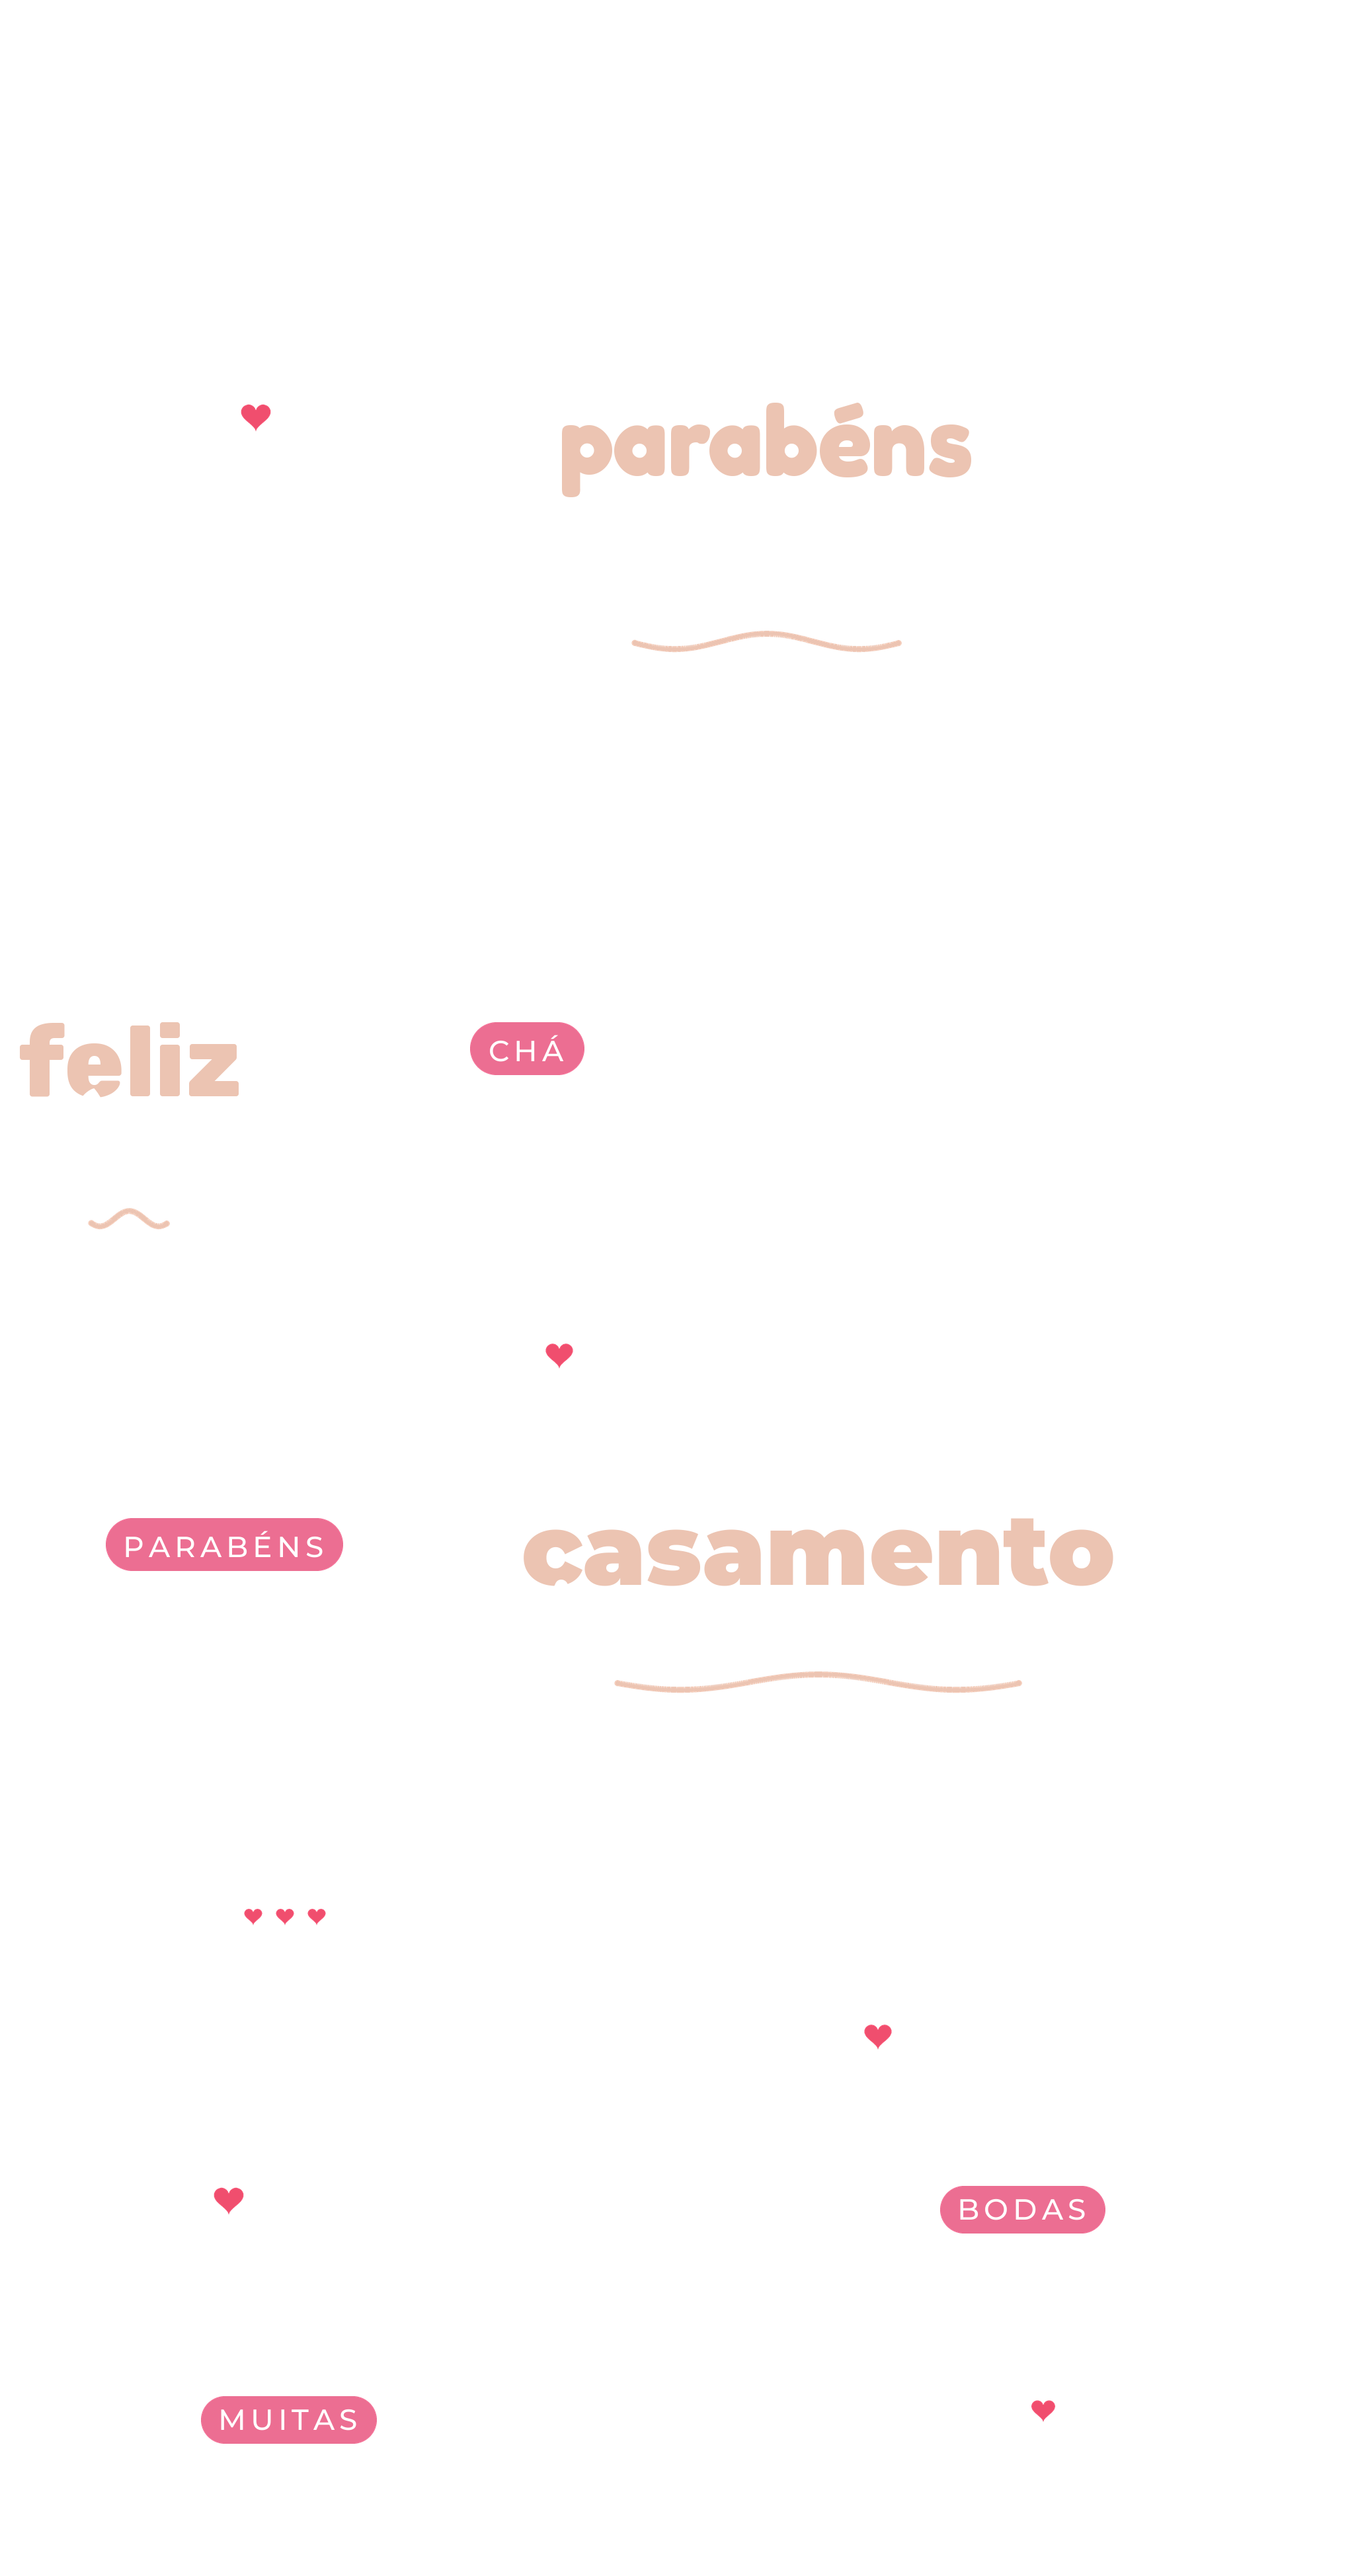 parabéns
feliz
CHÁ
PARABÉNS
casamento
BODAS
MUITAS